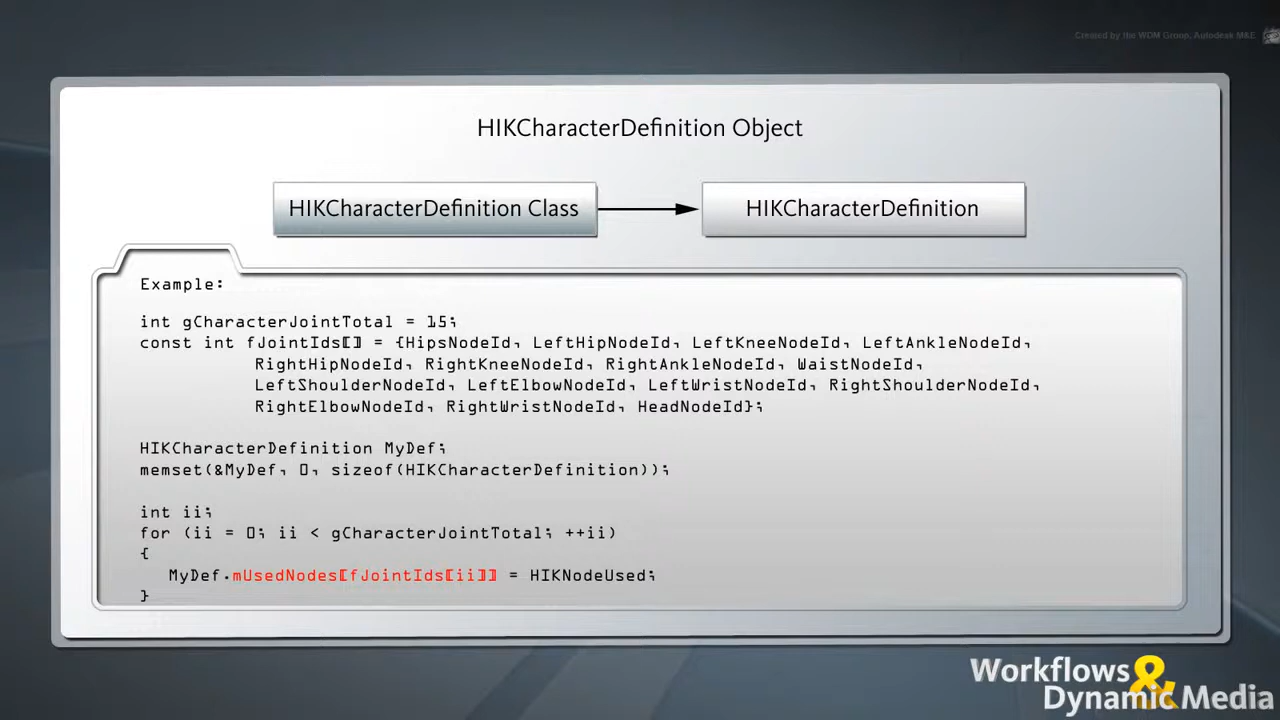 Created by the WDM Group, Autodesk M&E
HIKCharacterDefinition Object
HIKCharacterDefinition Class
HIKCharacterDefinition
Example:
int gCharacterJointTotal = 15;
const int fJointIds[] = {HipsNodeId, LeftHipNodeId, LeftKneeNodeId, LeftAnkleNodeId,
RightHipNodeId, RightKneeNodeId, RightAnkleNodeId, WaistNodeId,
LeftShoulderNodeId, LeftElbowNodeId, LeftWristNodeId, RightShoulderNodeId,
RightElbowNodeId, RightWristNodeId, HeadNodeId};
HIKCharacterDefinition MyDef;
memset(&MyDef, 0, sizeof(HIKCharacterDefinition));
int ii;
for (ii = 0; ii < gCharacterJointTotal; ++ii)
{
MyDef.mUsedNodes[fJointIds[ii]] = HIKNodeUsed;
}
Workflows &
Dynamic Media